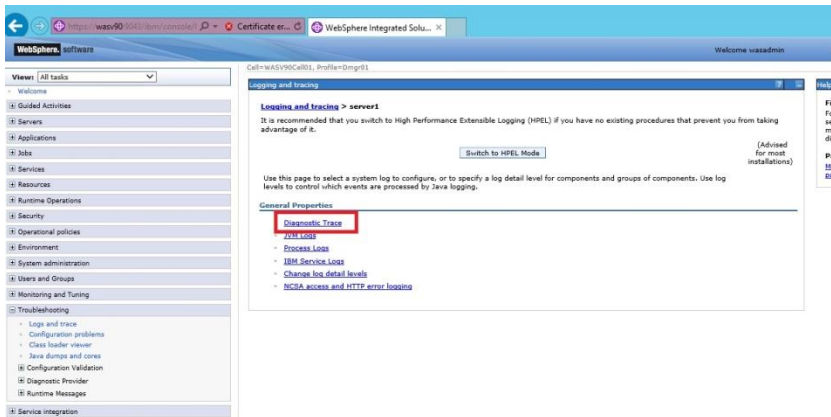 https://wasv90:9043/ibm/console/l
Certificate er...
WebSphere Integrated Solu...
WebSphere. software
Welcome wasadmin
View: All tasks
Welcome
Guided Activities
Servers
Applications
Jobs
Services
Resources
Runtime Operations
Security
Operational policies
Environment
System administration
Users and Groups
Monitoring and Tuning
Troubleshooting
Logs and trace
Configuration problems
Class loader viewer
Java dumps and cores
Configuration Validation
Diagnostic Provider
Runtime Messages
Service integration
Cell=WASV90Cell01, Profile=Dmgr01
Logging and tracing
Logging and tracing > server1
It is recommended that you switch to High Performance Extensible Logging (HPEL) if you have no existing procedures that prevent you from taking
advantage of it.
Switch to HPEL Mode
(Advised
for most
installations)
Use this page to select a system log to configure, or to specify a log detail level for components and groups of components. Use log
levels to control which events are processed by Java logging.
General Properties
Diagnostic Trace
JVM Logs
Process Logs
IBM Service Logs
Change log detail levels
NCSA access and HTTP error logging
Help